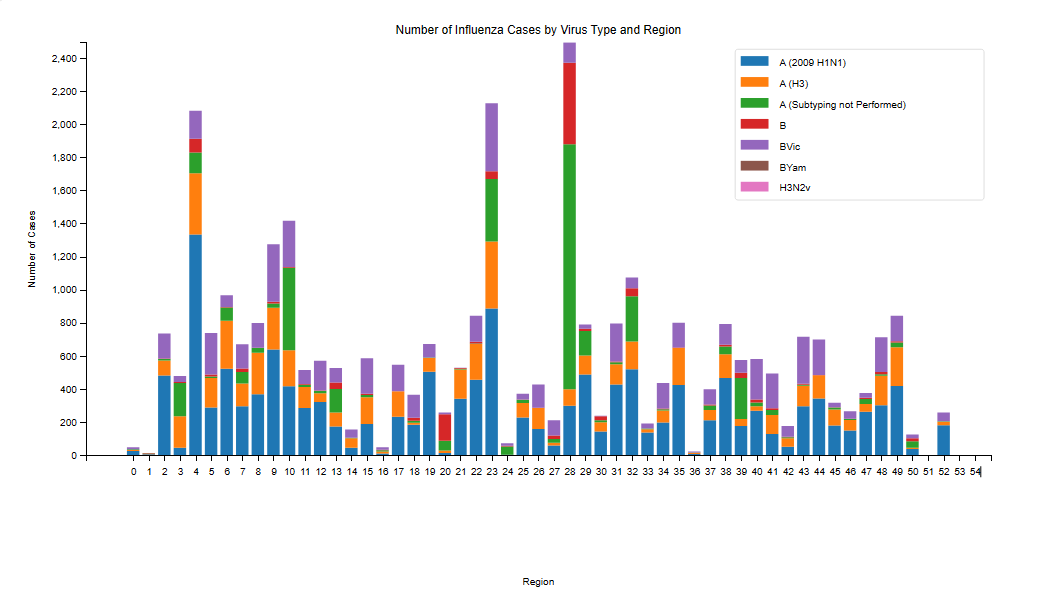 Number of Influenza Cases by Virus Type and Region
A (2009 H1N1)
A (H3)
A (Subtyping not Performed)
B
BVic
BYam
H3N2v
2,400
2,200
2,000
1,800
1,600
1,400
1,200
1,000
800
600
400
200
0
Number of Cases
0 1 2 3 4 5 6 7 8 9 10 11 12 13 14 15 16 17 18 19 20 21 22 23 24 25 26 27 28 29 30 31 32 33 34 35 36 37 38 39 40 41 42 43 44 45 46 47 48 49 50 51 52 53 54
Region